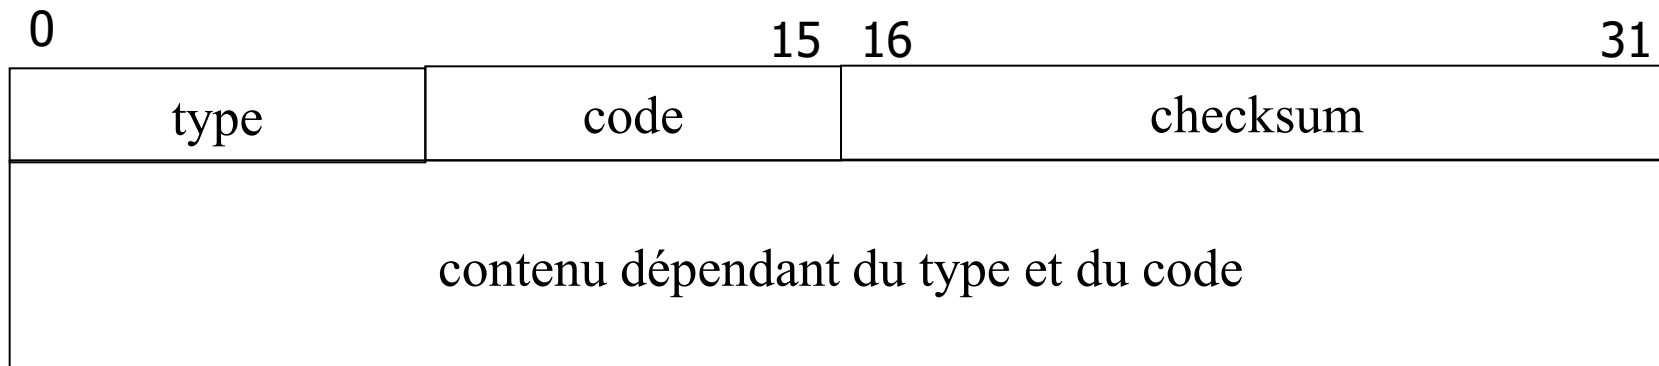 0 15 16 31
type code checksum
contenu dépendant du type et du code